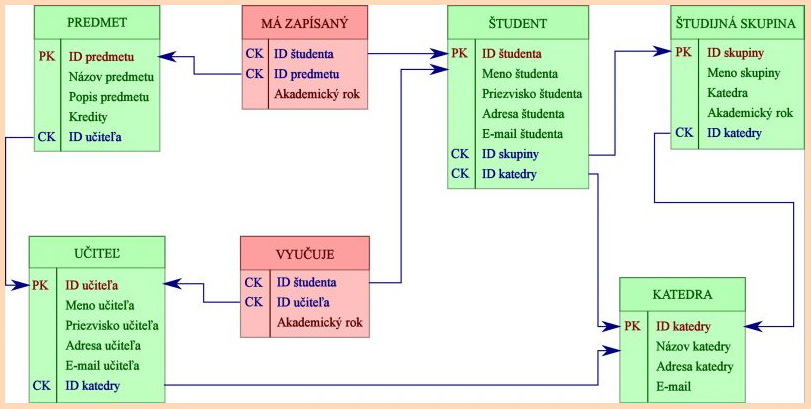 PREDMET
PK ID predmetu
Názov predmetu
Popis predmetu
Kredity
CK ID učiteľa
MÁ ZAPÍSANÝ
CK ID študenta
CK ID predmetu
Akademický rok
ŠTUDENT
PK ID študenta
Meno študenta
Priezvisko študenta
Adresa študenta
E-mail študenta
CK ID skupiny
CK ID katedry
ŠTUDIJNÁ SKUPINA
PK ID skupiny
Meno skupiny
Katedra
Akademický rok
CK ID katedry
UČITEĽ
PK ID učiteľa
Meno učiteľa
Priezvisko učiteľa
Adresa učiteľa
E-mail učiteľa
CK ID katedry
VYUČUJE
CK ID študenta
CK ID učiteľa
Akademický rok
KATEDRA
PK ID katedry
Názov katedry
Adresa katedry
E-mail